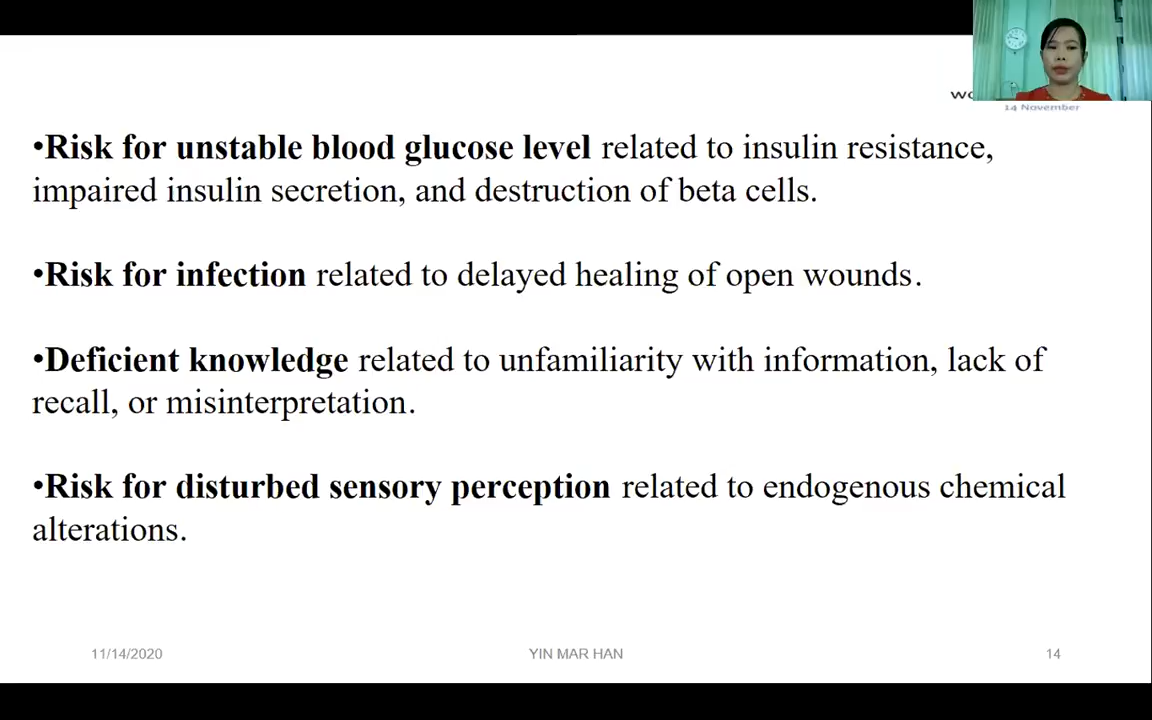 14 November
•Risk for unstable blood glucose level related to insulin resistance,
impaired insulin secretion, and destruction of beta cells.
•Risk for infection related to delayed healing of open wounds.
•Deficient knowledge related to unfamiliarity with information, lack of
recall, or misinterpretation.
•Risk for disturbed sensory perception related to endogenous chemical
alterations.
11/14/2020 YIN MAR HAN 14